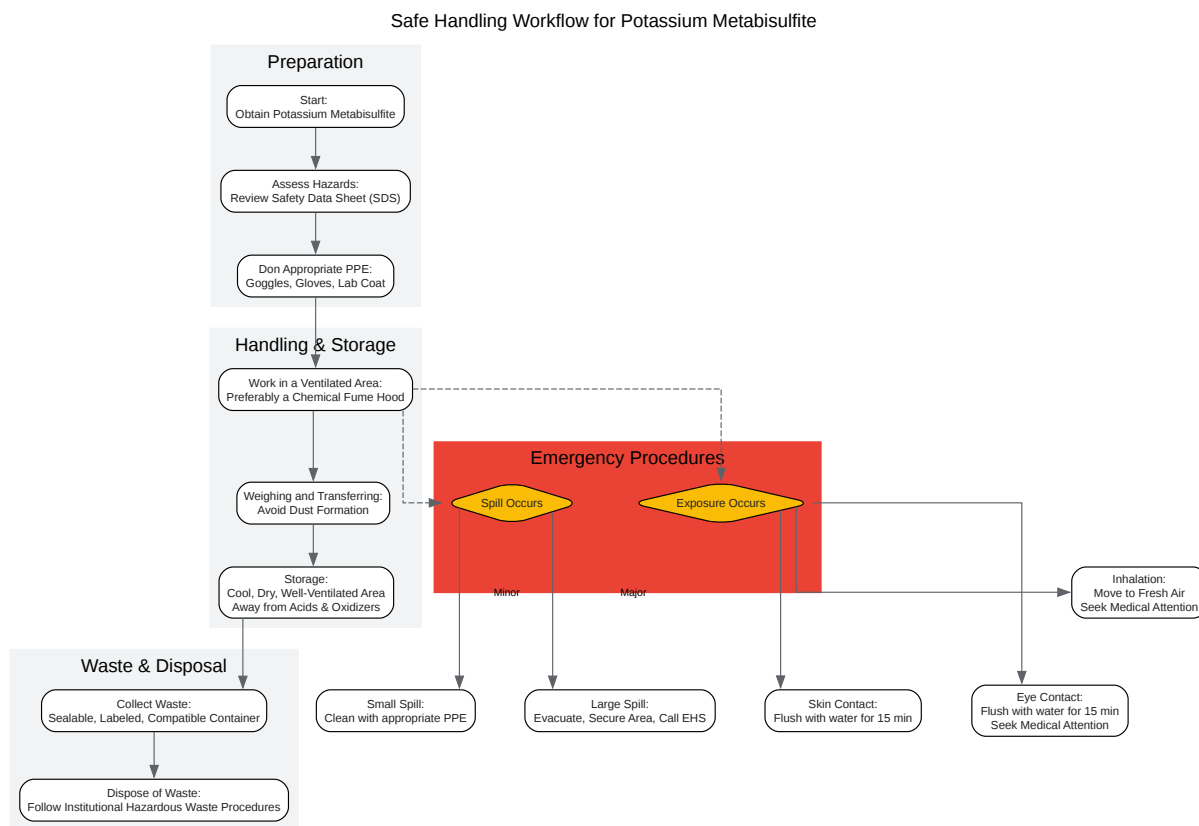 Safe Handling Workflow for Potassium Metabisulfite
Preparation
Start:
Obtain Potassium Metabisulfite
Assess Hazards:
Review Safety Data Sheet (SDS)
Don Appropriate PPE:
Goggles, Gloves, Lab Coat
Handling & Storage
Work in a Ventilated Area:
Preferably a Chemical Fume Hood
Weighing and Transferring:
Avoid Dust Formation
Storage:
Cool, Dry, Well-Ventilated Area
Away from Acids & Oxidizers
Emergency Procedures
Spill Occurs
Exposure Occurs
Minor
Major
Inhalation:
Move to Fresh Air
Seek Medical Attention
Waste & Disposal
Collect Waste:
Sealable, Labeled, Compatible Container
Dispose of Waste:
Follow Institutional Hazardous Waste Procedures
Small Spill:
Clean with appropriate PPE
Large Spill:
Evacuate, Secure Area, Call EHS
Skin Contact:
Flush with water for 15 min
Eye Contact:
Flush with water for 15 min
Seek Medical Attention